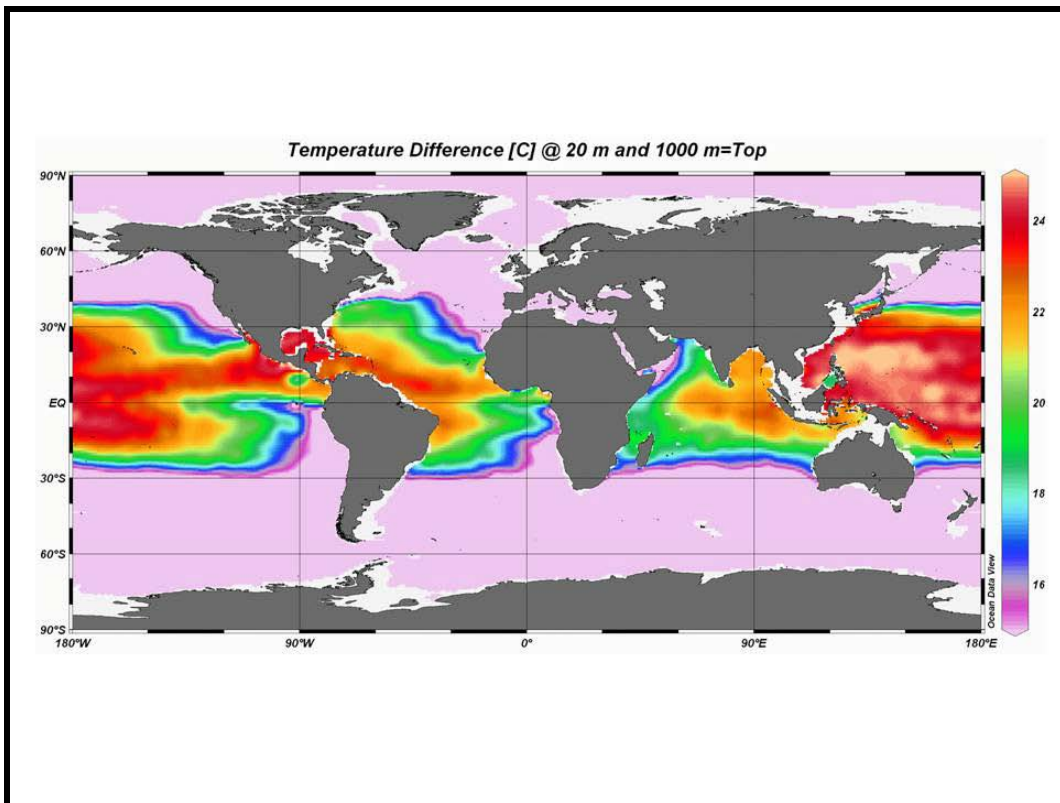 Temperature Difference [C] @ 20 m and 1000 m=Top
90°N
60°N
30°N
EQ
30°S
60°S
90°S
180°W
90°W
0°
90°E
180°E
24
22
20
18
16
Ocean Data View